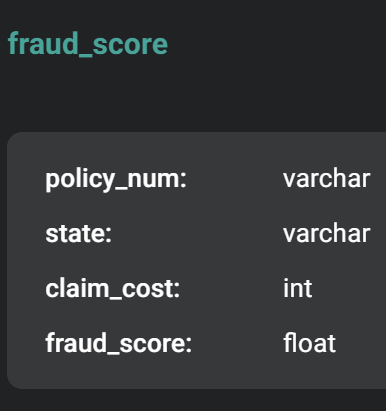 fraud_score
policy_num: varchar
state: varchar
claim_cost: int
fraud_score: float